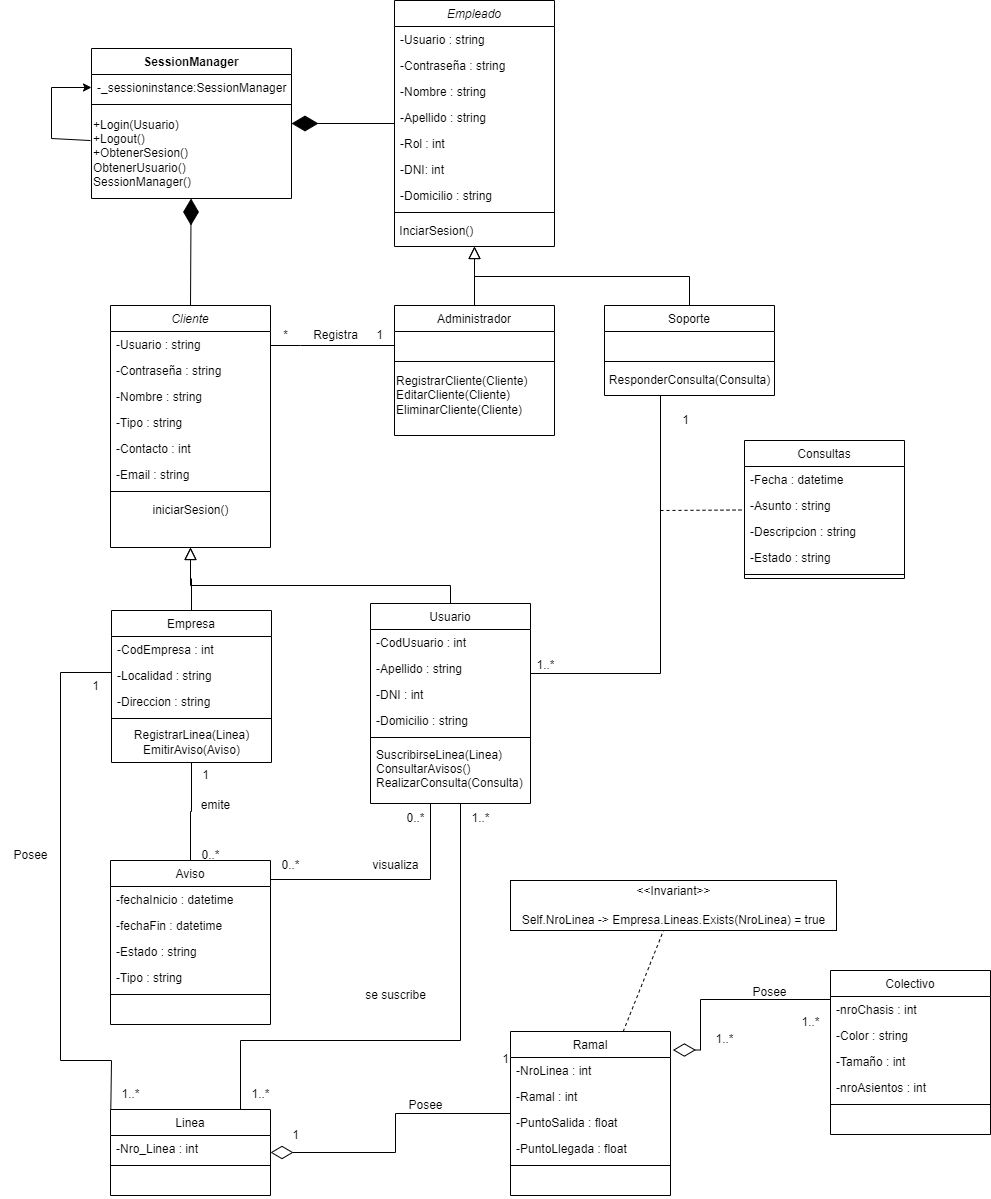 Empleado
-Usuario : string
-Contraseña : string
-Nombre : string
-Apellido : string
-Rol : int
-DNI: int
-Domicilio : string
InciarSesion()
SessionManager
-_sessioninstance:SessionManager
+Login(Usuario)
+Logout()
+ObtenerSesion()
ObtenerUsuario()
SessionManager()
Cliente
-Usuario : string
-Contraseña : string
-Nombre : string
-Tipo : string
-Contacto : int
-Email : string
iniciarSesion()
*
Registra
1
Administrador
RegistrarCliente(Cliente)
EditarCliente(Cliente)
EliminarCliente(Cliente)
Soporte
ResponderConsulta(Consulta)
1
Consultas
-Fecha : datetime
-Asunto : string
-Descripcion : string
-Estado : string
1..*
Empresa
-CodEmpresa : int
-Localidad : string
-Direccion : string
RegistrarLinea(Linea)
EmitirAviso(Aviso)
1
Usuario
-CodUsuario : int
-Apellido : string
-DNI : int
-Domicilio : string
SuscribirseLinea(Linea)
ConsultarAvisos()
RealizarConsulta(Consulta)
1
emite
0..*
0..*
1..*
Posee
0..*
visualiza
Aviso
-fechaInicio : datetime
-fechaFin : datetime
-Estado : string
-Tipo : string
<<Invariant>>
Self.NroLinea -> Empresa.Lineas.Exists(NroLinea) = true
se suscribe
Colectivo
-nroChasis : int
-Color : string
-Tamaño : int
-nroAsientos : int
Posee
1..*
1..*
Ramal
-NroLinea : int
-Ramal : int
-PuntoSalida : float
-PuntoLlegada : float
1
Posee
1..*
1..*
Linea
-Nro_Linea : int
1